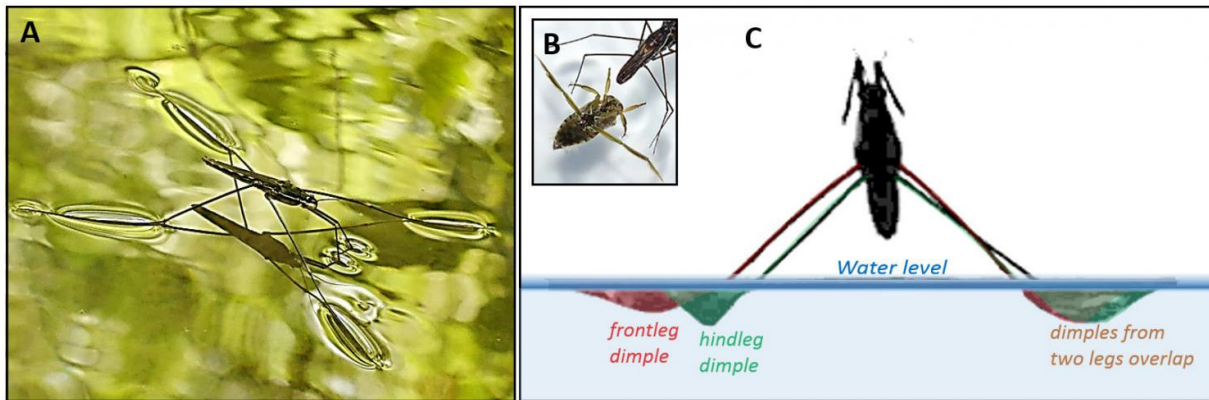 A
B
C
Water level
frontleg
dimple
hindleg
dimple
dimples from
two legs overlap